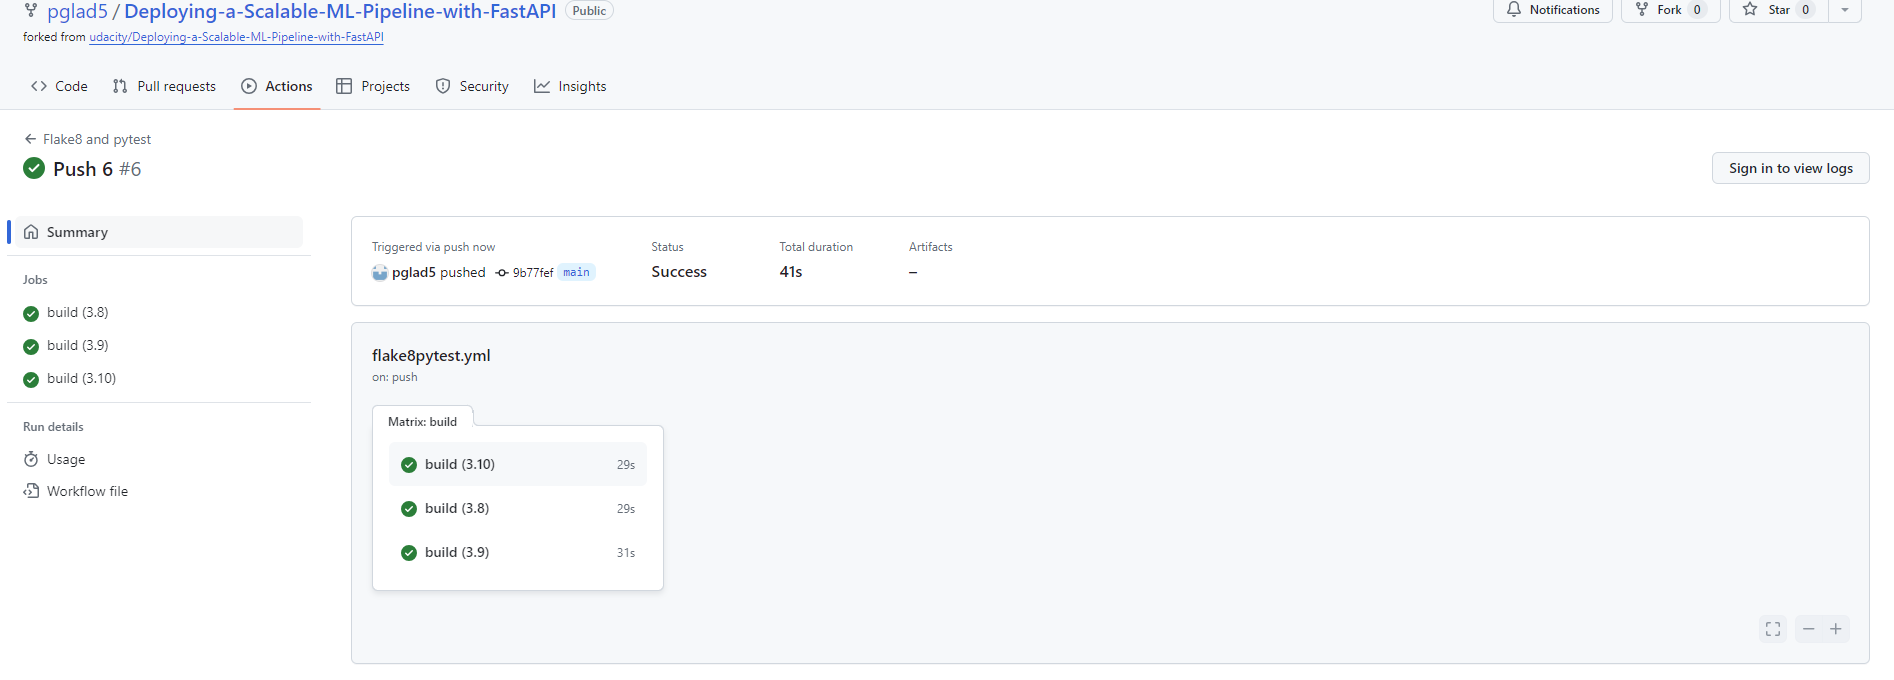 pglad5 / Deploying-a-Scalable-ML-Pipeline-with-FastAPI Public
Notifications Fork 0 Star 0
forked from udacity/Deploying-a-Scalable-ML-Pipeline-with-FastAPI
Code Pull requests Actions Projects Security Insights
Flake8 and pytest
Push 6 #6
Sign in to view logs
Summary
Jobs
build (3.8)
build (3.9)
build (3.10)
Run details
Usage
Workflow file
Triggered via push now
pglad5 pushed 9b77fef main
Status
Success
Total duration
41s
Artifacts
–
flake8pytest.yml
on: push
Matrix: build
build (3.10) 29s
build (3.8) 29s
build (3.9) 31s